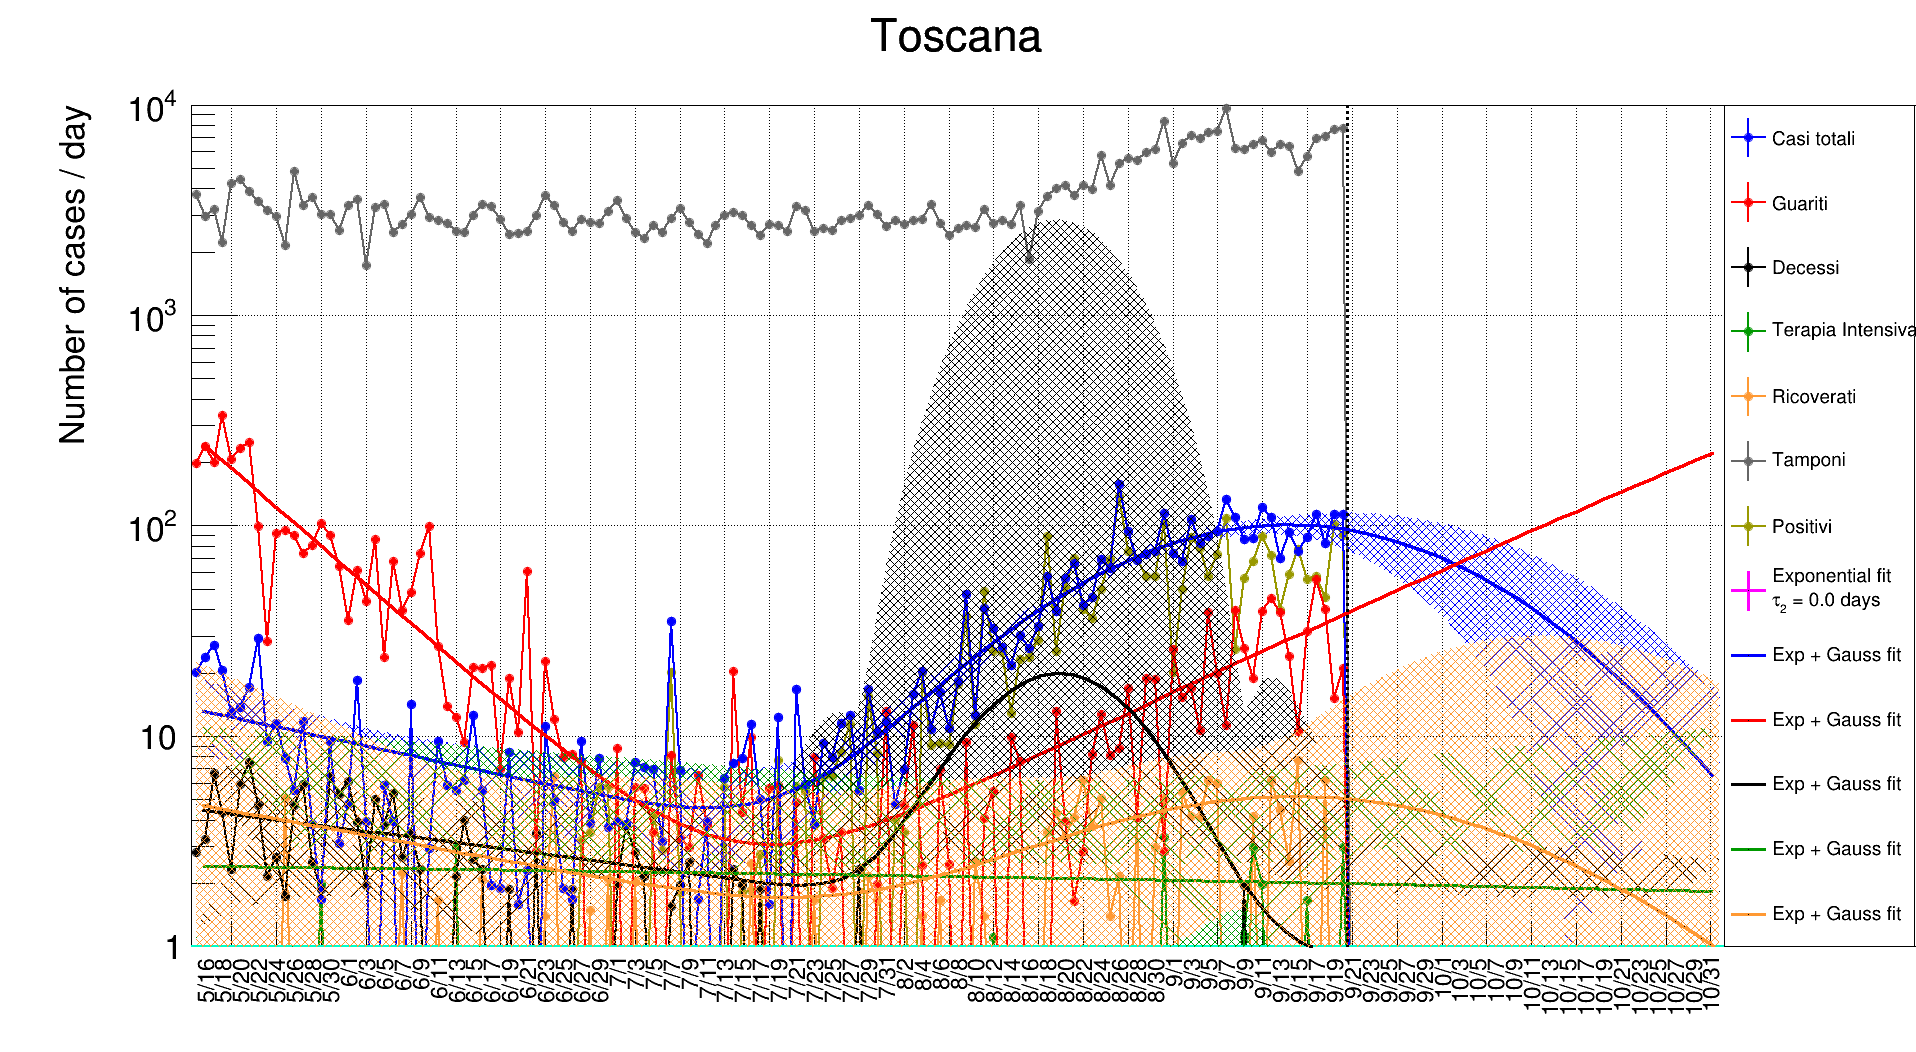 Toscana
Number of cases / day
10⁴
10³
10²
10
1
5/16 5/18 5/20 5/22 5/24 5/26 5/28 5/30 6/1 6/3 6/5 6/7 6/9 6/11 6/13 6/15 6/17 6/19 6/21 6/23 6/25 6/27 6/29 7/1 7/3 7/5 7/7 7/9 7/11 7/13 7/15 7/17 7/19 7/21 7/23 7/25 7/27 7/29 7/31 8/2 8/4 8/6 8/8 8/10 8/12 8/14 8/16 8/18 8/20 8/22 8/24 8/26 8/28 8/30 9/1 9/3 9/5 9/7 9/9 9/11 9/13 9/15 9/17 9/19 9/21 9/23 9/25 9/27 9/29 10/1 10/3 10/5 10/7 10/9 10/11 10/13 10/15 10/17 10/19 10/21 10/23 10/25 10/27 10/29 10/31
Casi totali
Guariti
Decessi
Terapia Intensiva
Ricoverati
Tamponi
Positivi
Exponential fit
τ₂ = 0.0 days
Exp + Gauss fit
Exp + Gauss fit
Exp + Gauss fit
Exp + Gauss fit
Exp + Gauss fit